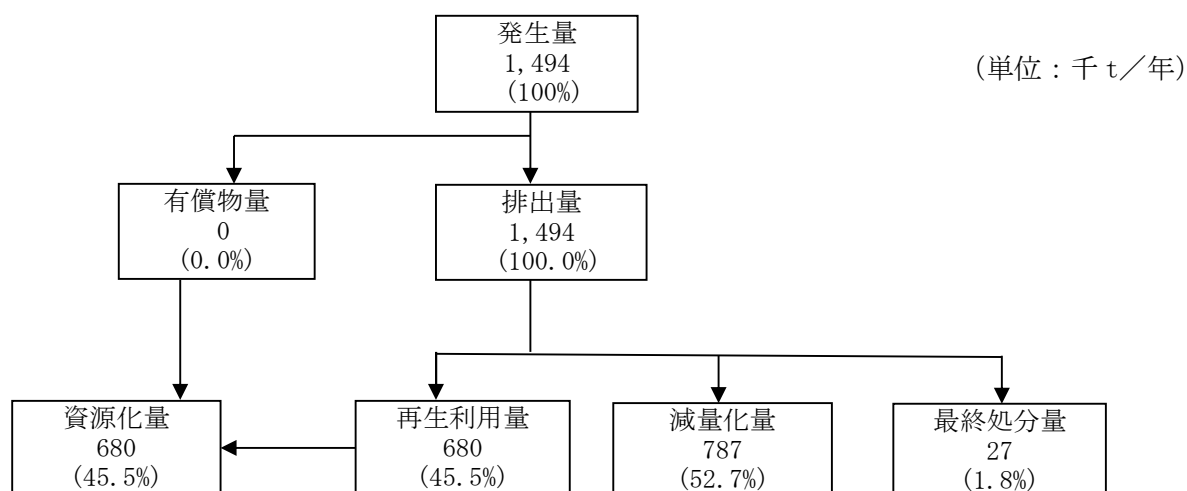 発生量
1,494
(100%)
(単位：千t／年)
有償物量
0
(0.0%)
排出量
1,494
(100.0%)
資源化量
680
(45.5%)
再生利用量
680
(45.5%)
減量化量
787
(52.7%)
最終処分量
27
(1.8%)